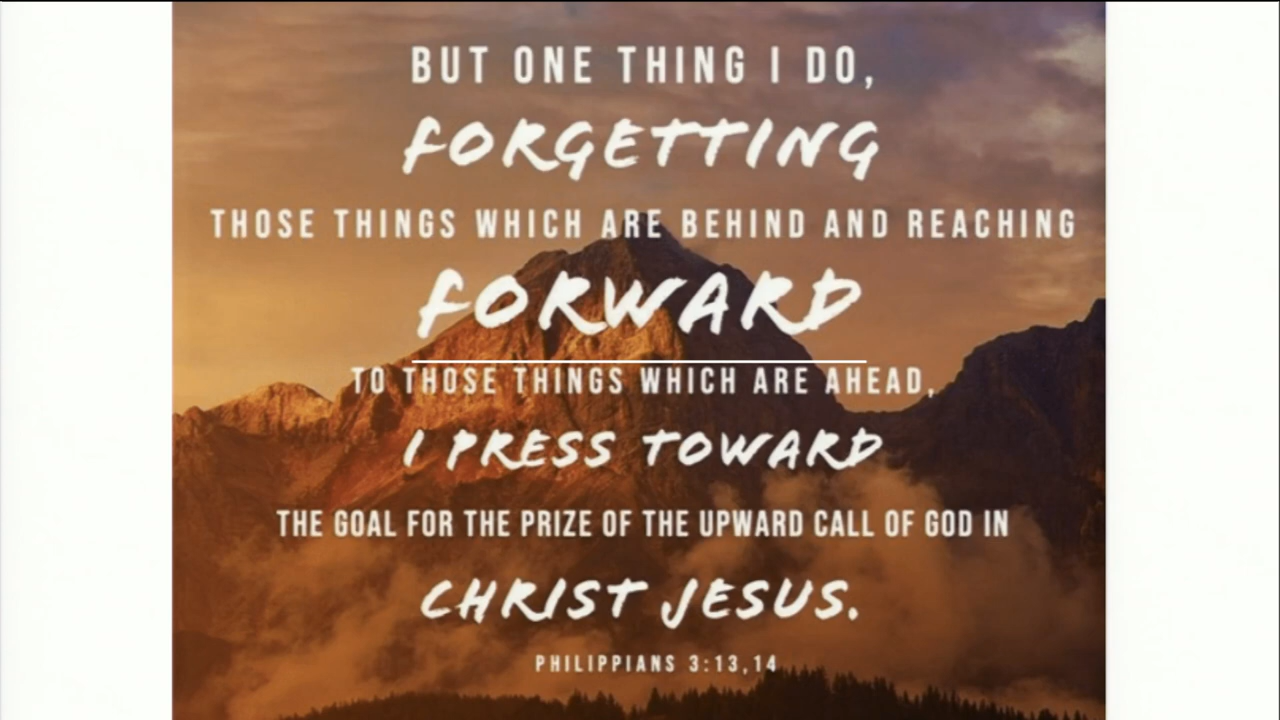 BUT ONE THING I DO,
FORGETTING
THOSE THINGS WHICH ARE BEHIND AND REACHING
FORWARD
TO THOSE THINGS WHICH ARE AHEAD,
I PRESS TOWARD
THE GOAL FOR THE PRIZE OF THE UPWARD CALL OF GOD IN
CHRIST JESUS.
PHILIPPIANS 3:13,14